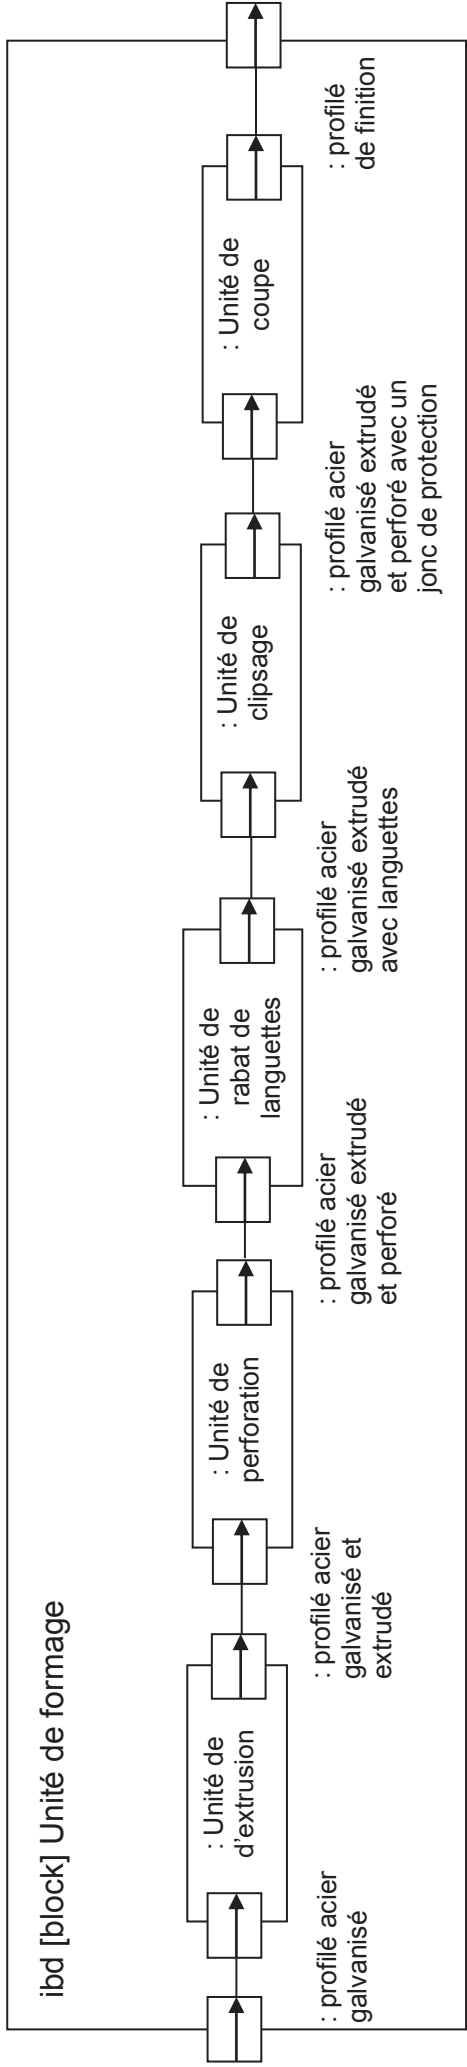 ibd [block] Unité de formage
: profilé acier
galvanisé
: Unité
d'extrusion
: profilé acier
galvanisé et
extrudé
: Unité de
perforation
: profilé acier
galvanisé extrudé
et perforé
: Unité de
rabat de
languettes
: profilé acier
galvanisé extrudé
avec languettes
: Unité de
clipsage
: profilé acier
galvanisé extrudé
et perforé avec un
jonc de protection
: Unité de
coupe
: profilé
de finition